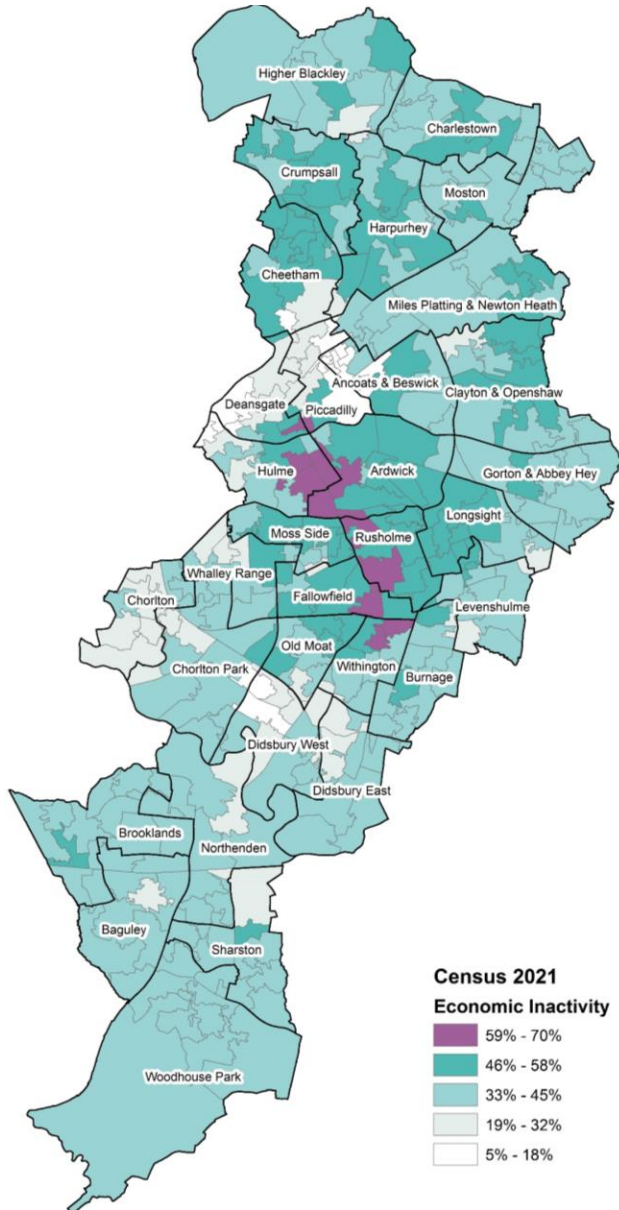 Higher Blackley
Charlestown
Crumpsall
Moston
Harpurhey
Cheetham
Miles Platting & Newton Heath
Ancoats & Beswick
Deansgate
Piccadilly
Clayton & Openshaw
Hulme
Ardwick
Gorton & Abbey Hey
Longsight
Moss Side
Rusholme
Whalley Range
Chorlton
Fallowfield
Levenshulme
Old Moat
Chorlton Park
Withington
Burnage
Didsbury West
Didsbury East
Brooklands
Northenden
Baguley
Sharston
Woodhouse Park
Census 2021
Economic Inactivity
59% - 70%
46% - 58%
33% - 45%
19% - 32%
5% - 18%